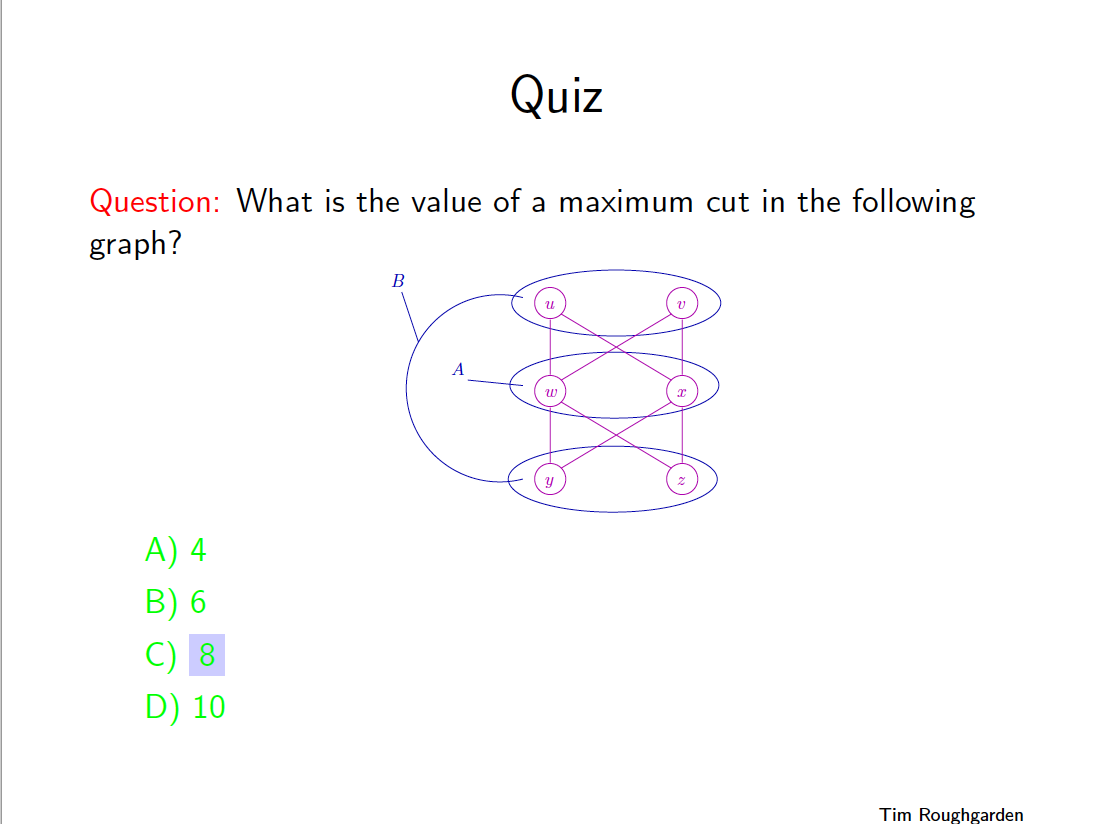 Quiz
Question: What is the value of a maximum cut in the following
graph?
B
u v
A
w x
y z
A) 4
B) 6
C) 8
D) 10
Tim Roughgarden